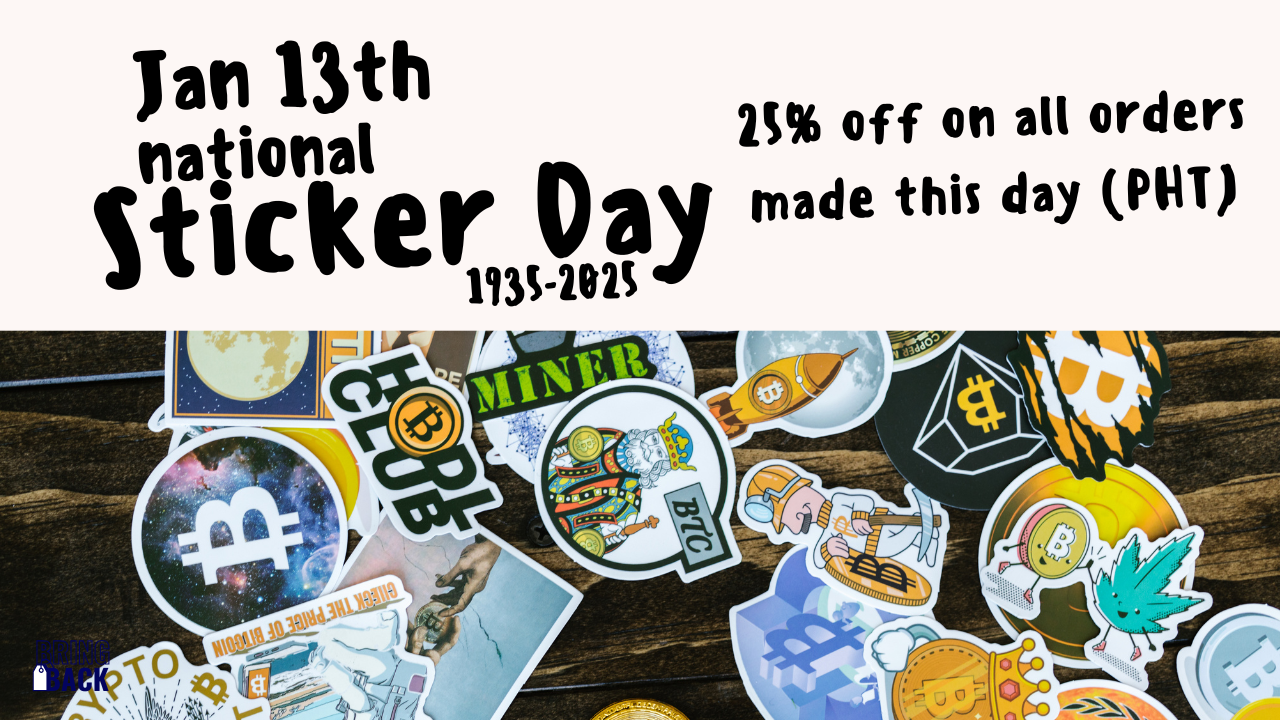 Jan 13th
national
Sticker Day
1935-2025
25% off on all orders
made this day (PHT)
MINER
HODL
CLUB
BTC
CHECK THE PRICE OF BITCOIN
BACK